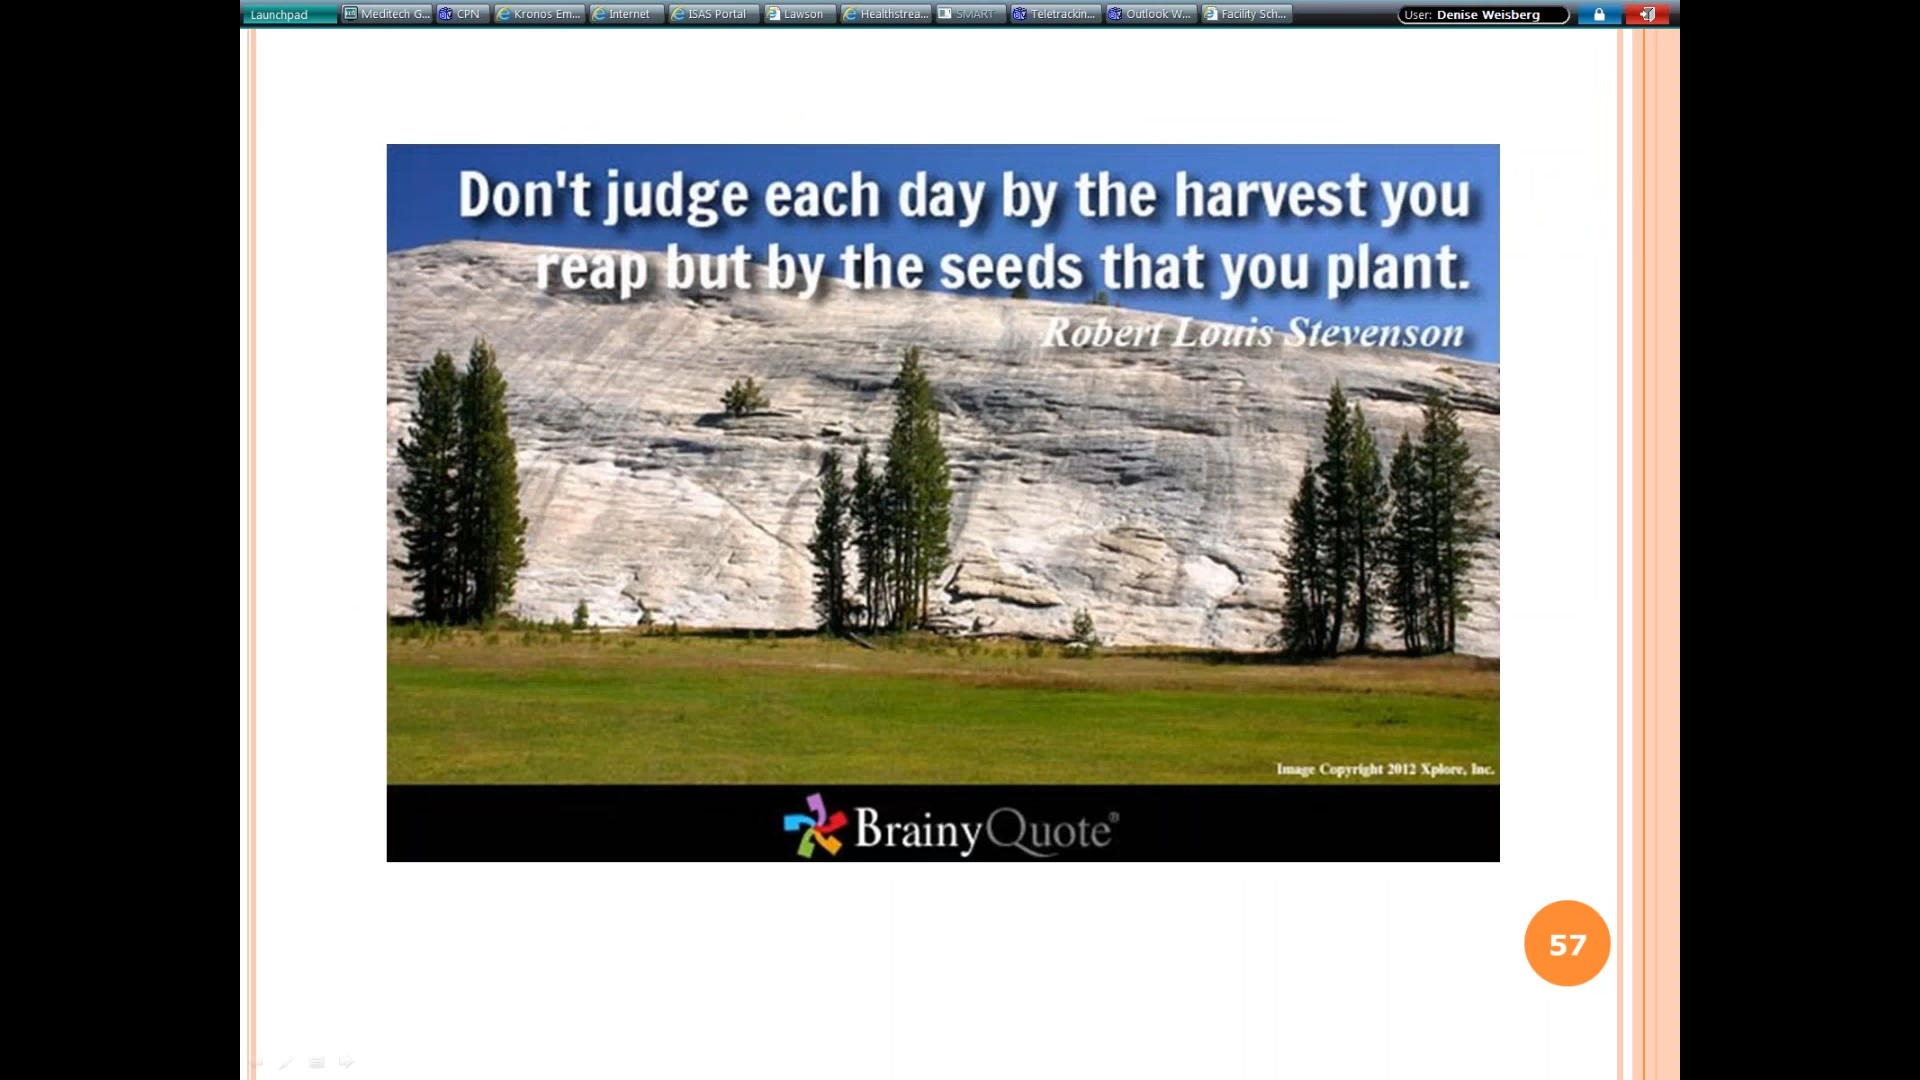 Launchpad
Meditech G...
CPN
Kronos Em...
Internet
ISAS Portal
Lawson
Healthstrea...
SMART
Teletrackin...
Outlook W...
Facility Sch...
User: Denise Weisberg
Don't judge each day by the harvest you
reap but by the seeds that you plant.
Robert Louis Stevenson
Image Copyright 2012 Xplore, Inc.
BrainyQuote®
57